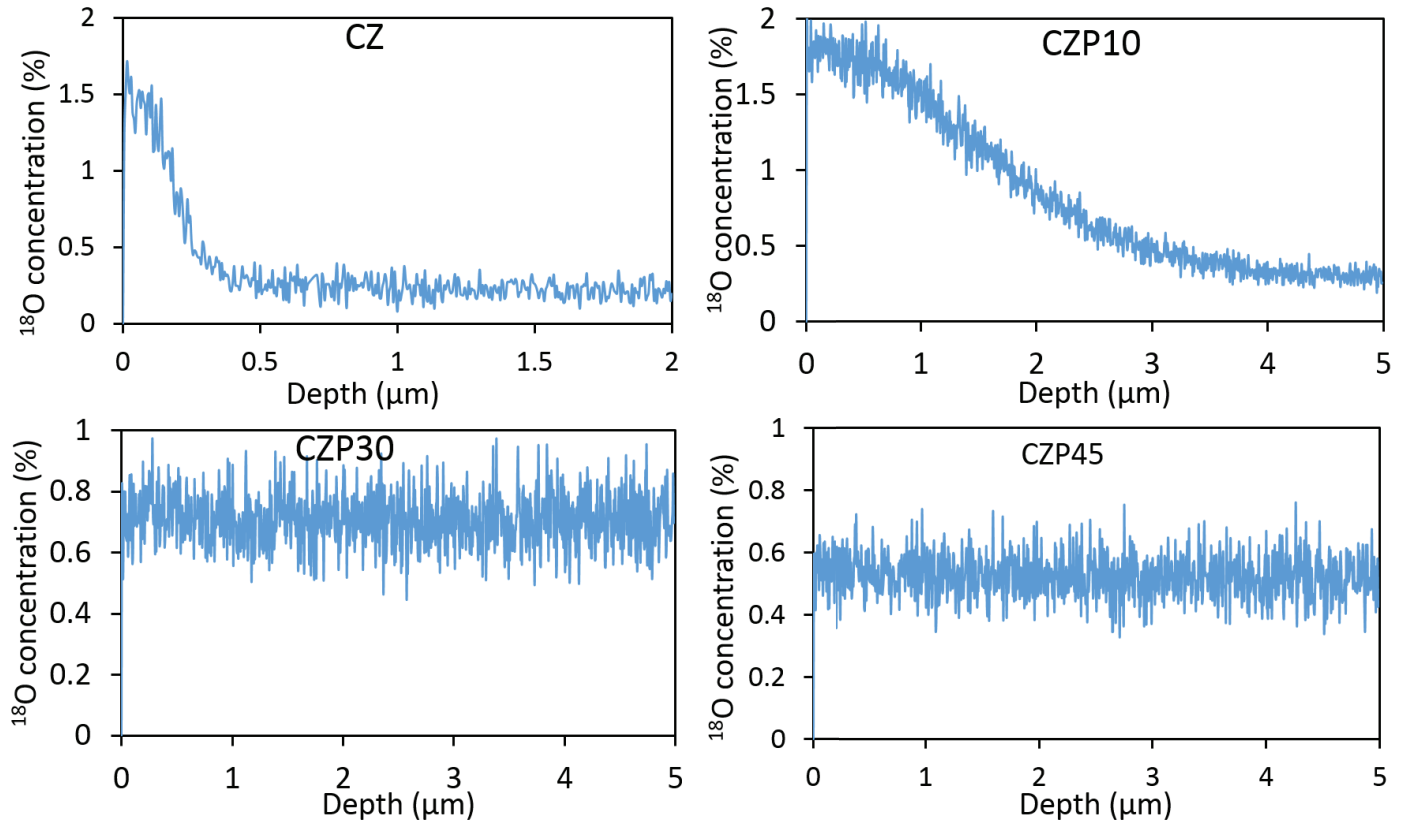 CZ
¹⁸O concentration (%)
2
1.5
1
0.5
0
0 0.5 1 1.5 2
Depth (μm)
CZP10
¹⁸O concentration (%)
2
1.5
1
0.5
0
0 1 2 3 4 5
Depth (μm)
CZP30
¹⁸O concentration (%)
1
0.8
0.6
0.4
0.2
0
0 1 2 3 4 5
Depth (μm)
CZP45
¹⁸O concentration (%)
1
0.8
0.6
0.4
0.2
0
0 1 2 3 4 5
Depth (μm)